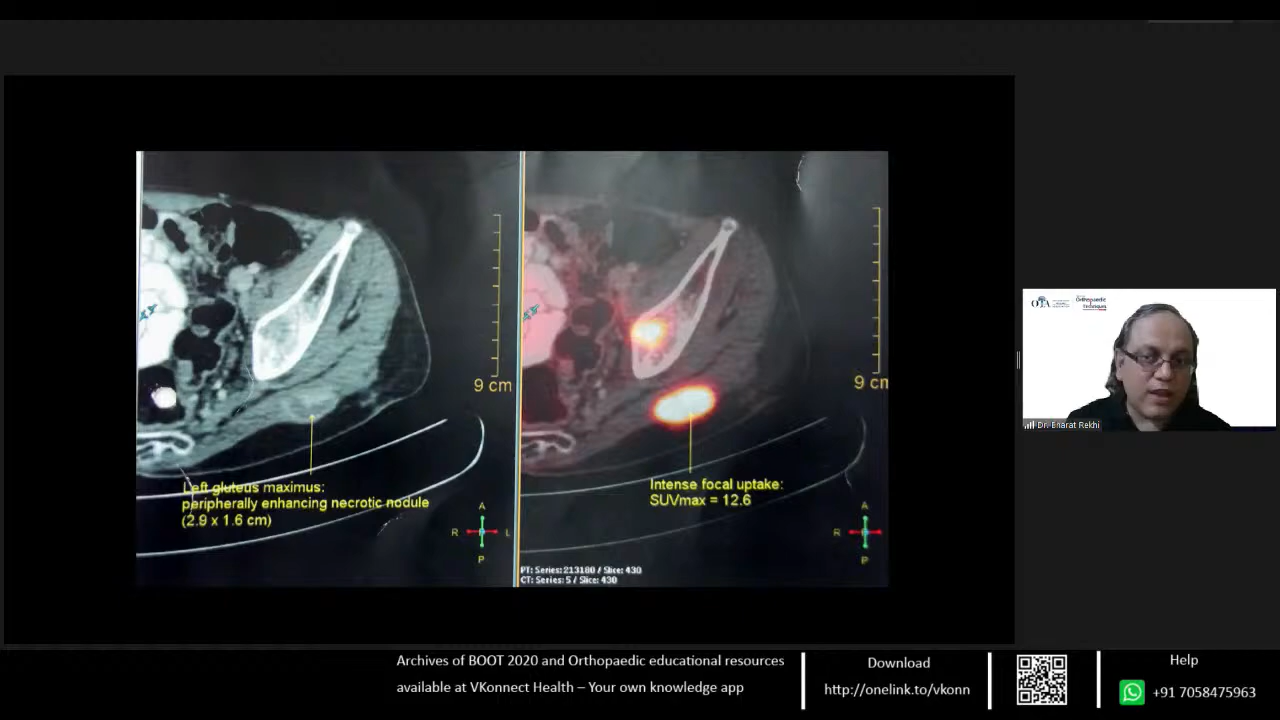 9 cm
9 cm
Left gluteus maximus:
peripherally enhancing necrotic nodule
(2.9 x 1.6 cm)
Intense focal uptake:
SUVmax = 12.6
A
R
L
P
A
R
P
PT: Series: 213180 / Slice: 430
CT: Series: 5 / Slice: 430
Orthopaedic
Dr. Bharat Rekhi
Archives of BOOT 2020 and Orthopaedic educational resources
available at VKonnect Health – Your own knowledge app
Download
http://onelink.to/vkonn
Help
+91 7058475963